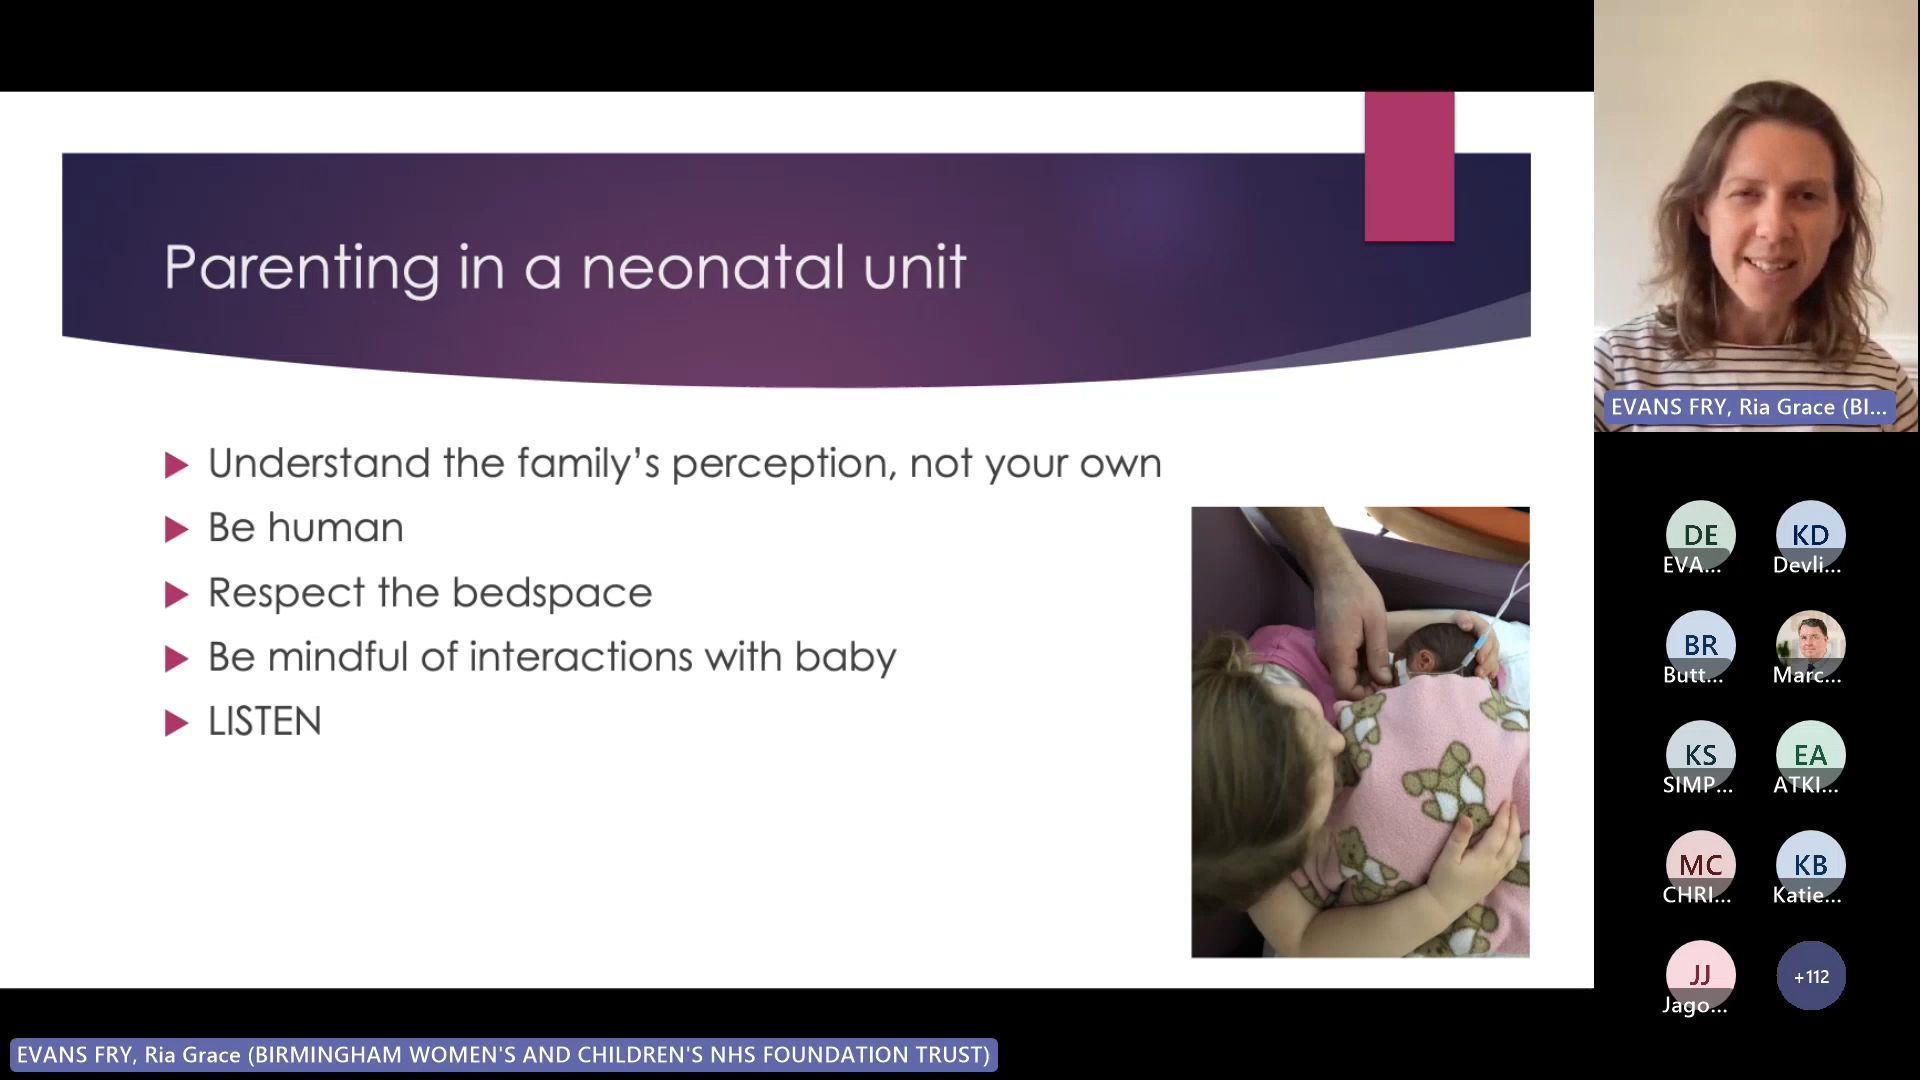 Parenting in a neonatal unit
Understand the family's perception, not your own
Be human
Respect the bedspace
Be mindful of interactions with baby
LISTEN
EVANS FRY, Ria Grace (BI...
DE
EVA...
KD
Devli...
BR
Butt...
Marc...
KS
SIMP...
EA
ATKI...
MC
CHRI...
KB
Katie...
JJ
Jago...
+112
EVANS FRY, Ria Grace (BIRMINGHAM WOMEN'S AND CHILDREN'S NHS FOUNDATION TRUST)